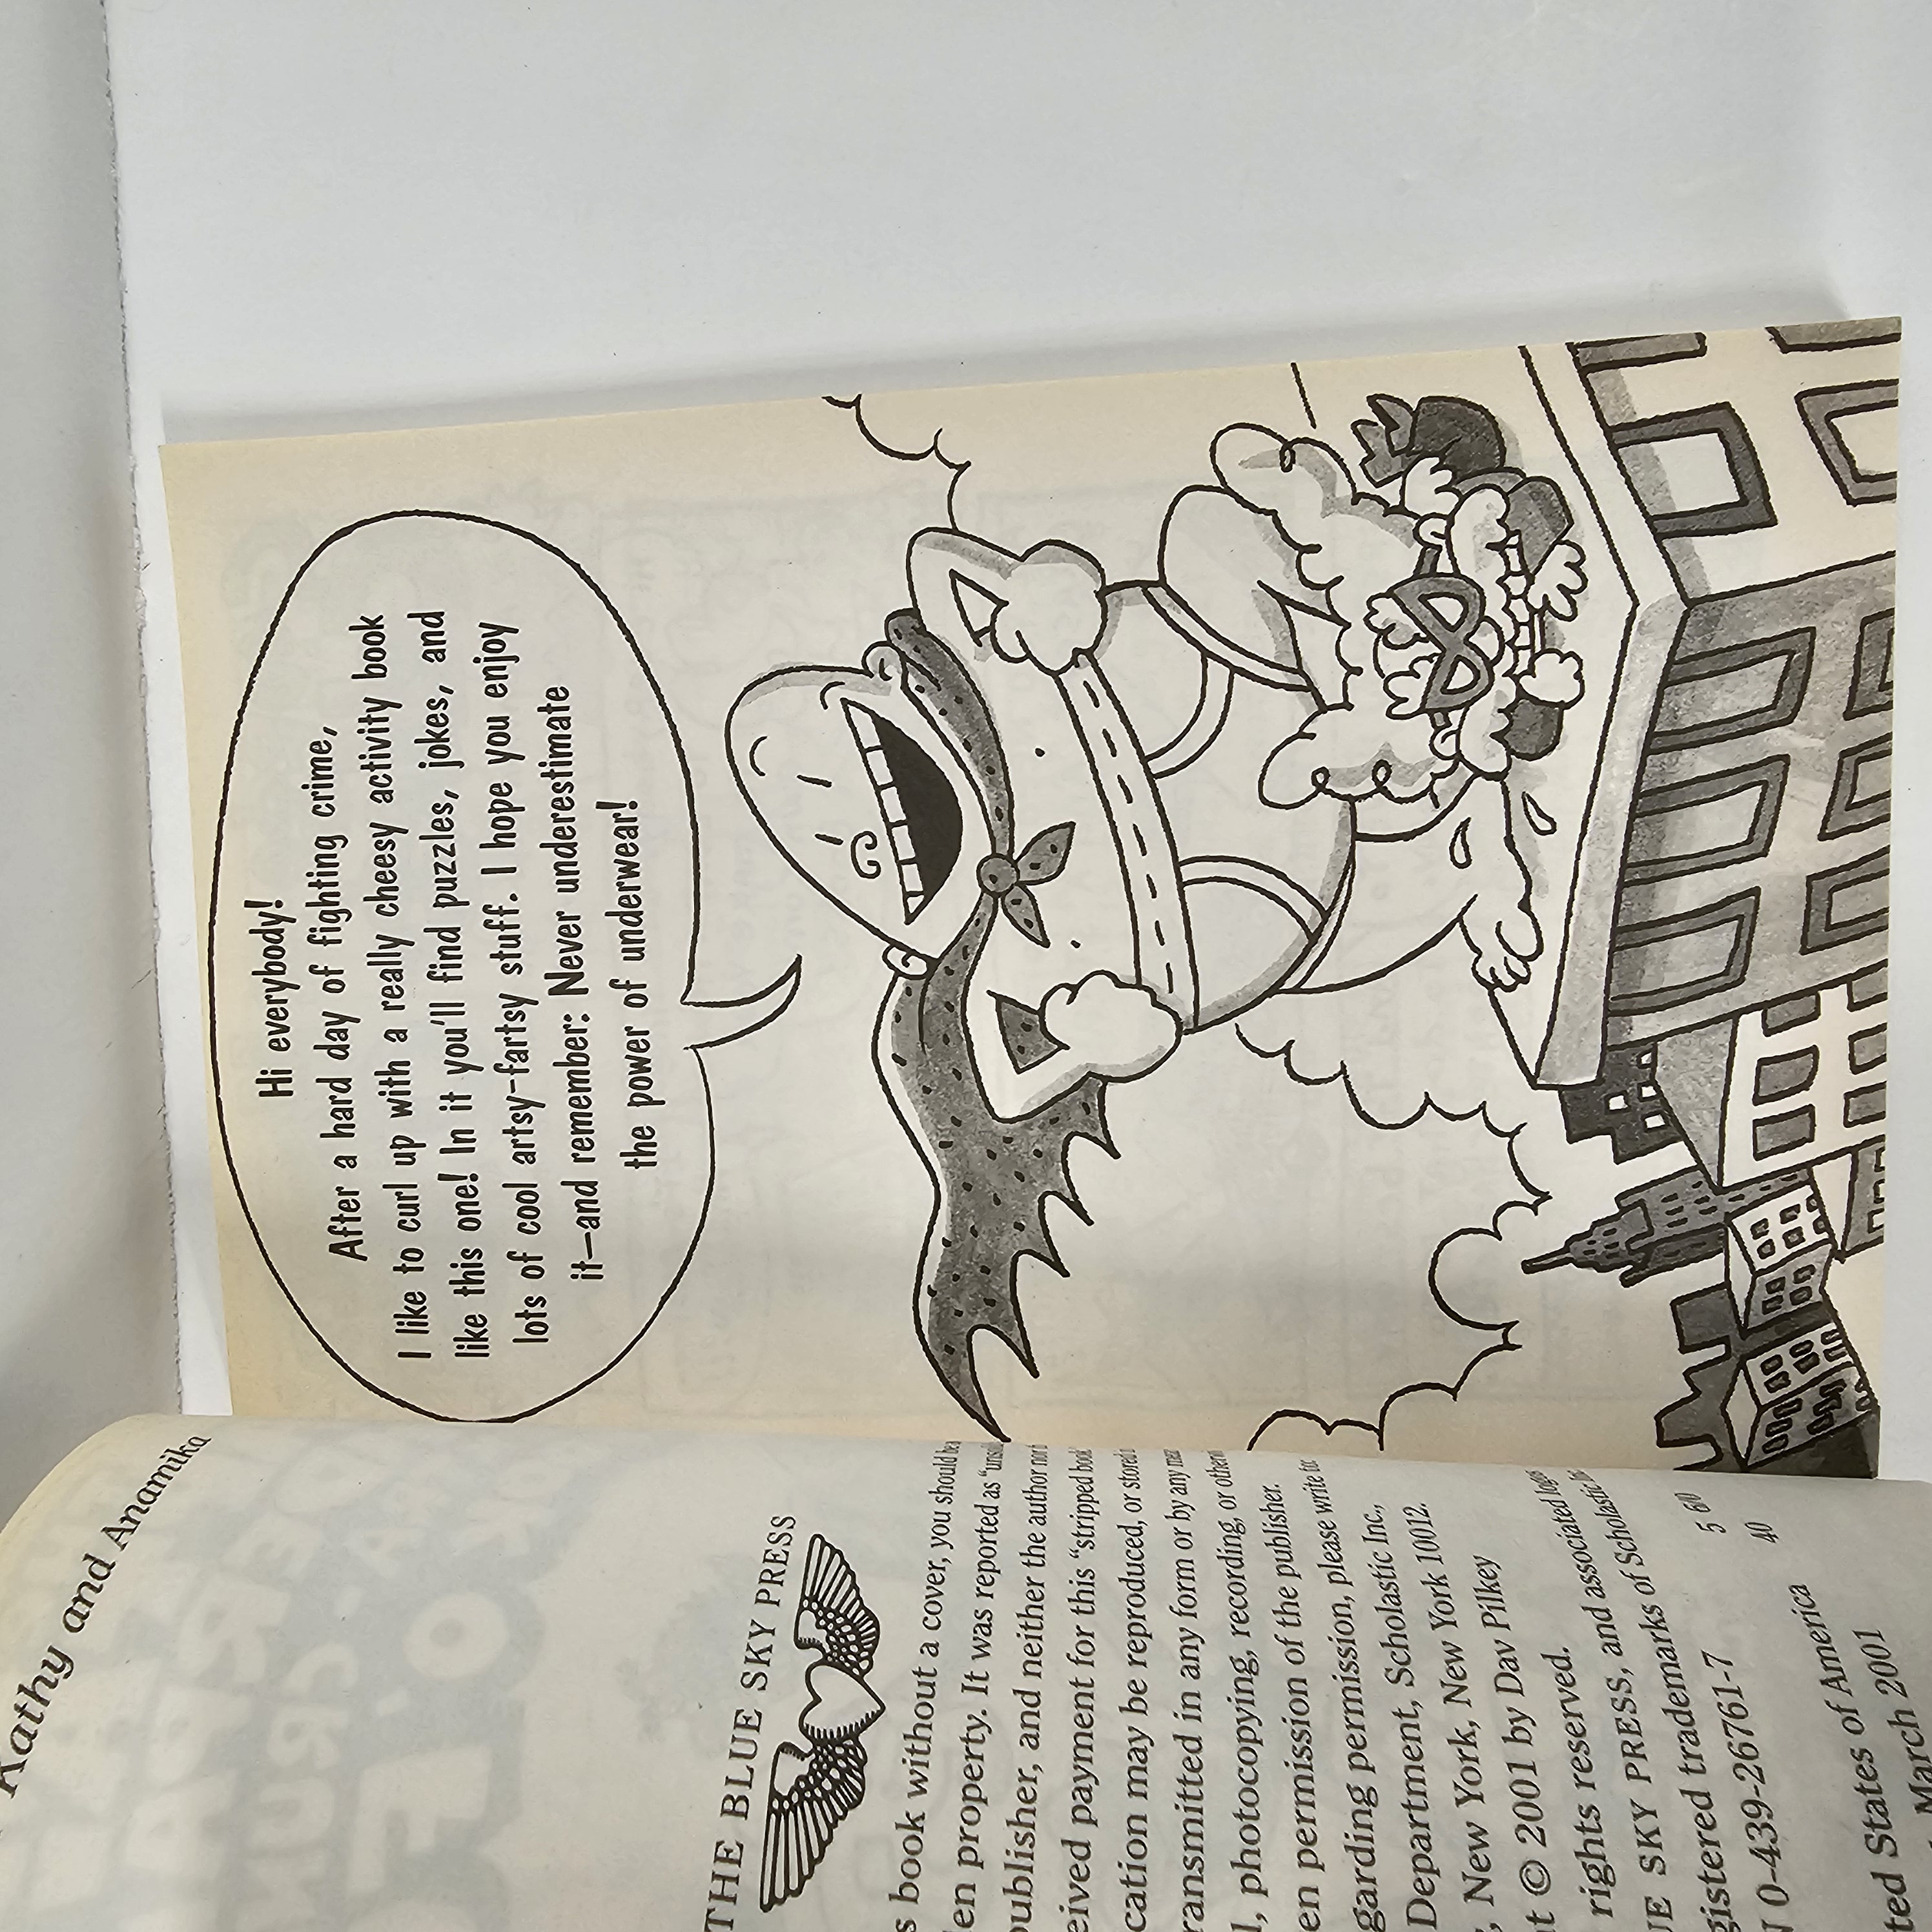 Kathy and Anamika
THE BLUE SKY PRESS
s book without a cover, you should be
en property. It was reported as "uns
publisher, and neither the author nor
eived payment for this "stripped book
cation may be reproduced, or stored
ransmitted in any form or by any
l, photocopying, recording, or
en permission of the publisher.
garding permission, please write to:
Department, Scholastic Inc.,
, New York, New York 10012.
t © 2001 by Dav Pilkey
rights reserved.
UE SKY PRESS, and associated logos
gistered trademarks of Scholastic Inc.
N 0-439-26761-7
5 6/0
40
ted States of America
March 2001
Hi everybody!
After a hard day of fighting crime,
I like to curl up with a really cheesy activity book
like this one! In it you'll find puzzles, jokes, and
lots of cool artsy-fartsy stuff. I hope you enjoy
it—and remember: Never underestimate
the power of underwear!